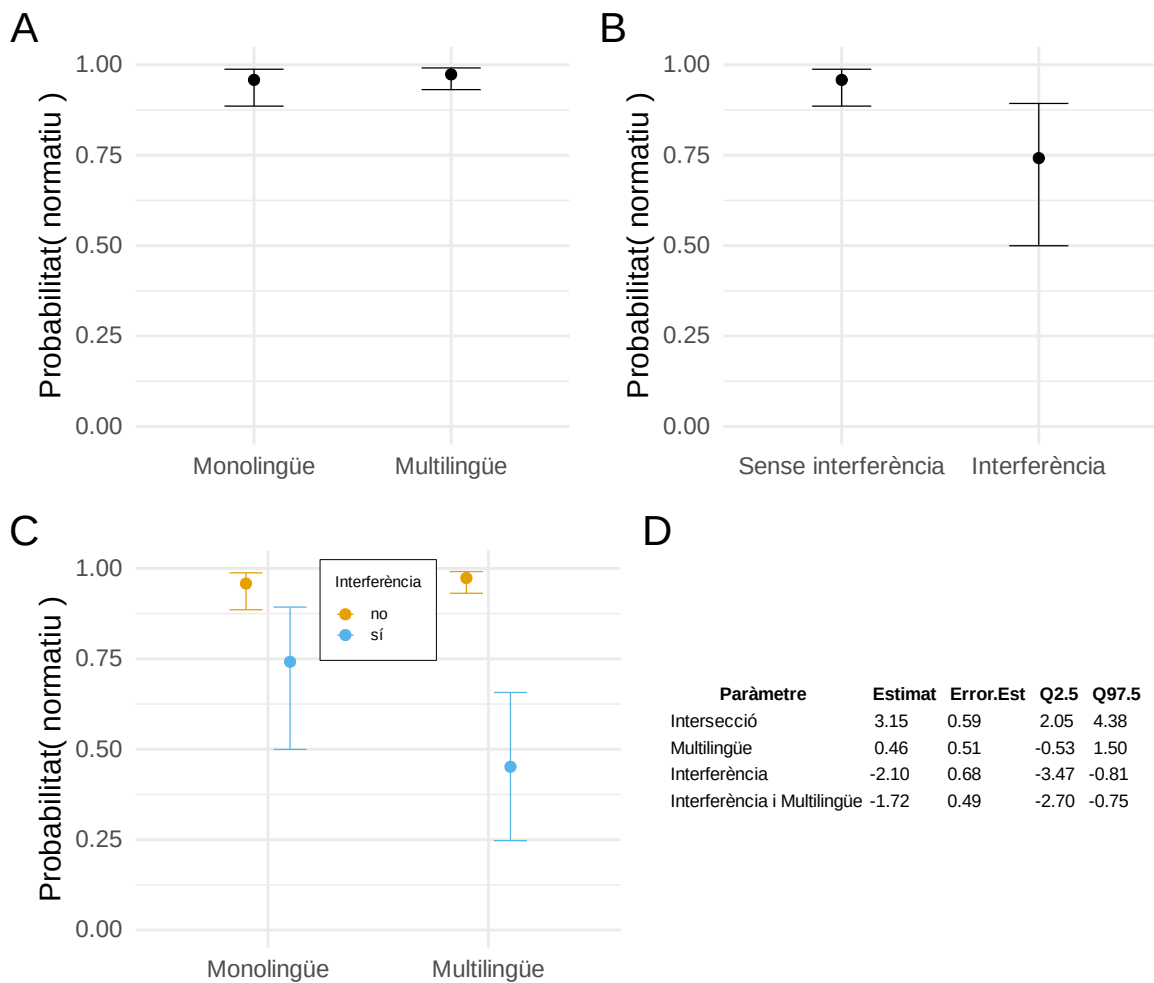 A
Probabilitat( normatiu )
1.00
0.75
0.50
0.25
0.00
Monolingüe Multilingüe
B
Probabilitat( normatiu )
1.00
0.75
0.50
0.25
0.00
Sense interferència Interferència
C
Probabilitat( normatiu )
1.00
0.75
0.50
0.25
0.00
Interferència
no
sí
Monolingüe Multilingüe
D
Paràmetre Estimat Error.Est Q2.5 Q97.5
Intersecció 3.15 0.59 2.05 4.38
Multilingüe 0.46 0.51 -0.53 1.50
Interferència -2.10 0.68 -3.47 -0.81
Interferència i Multilingüe -1.72 0.49 -2.70 -0.75